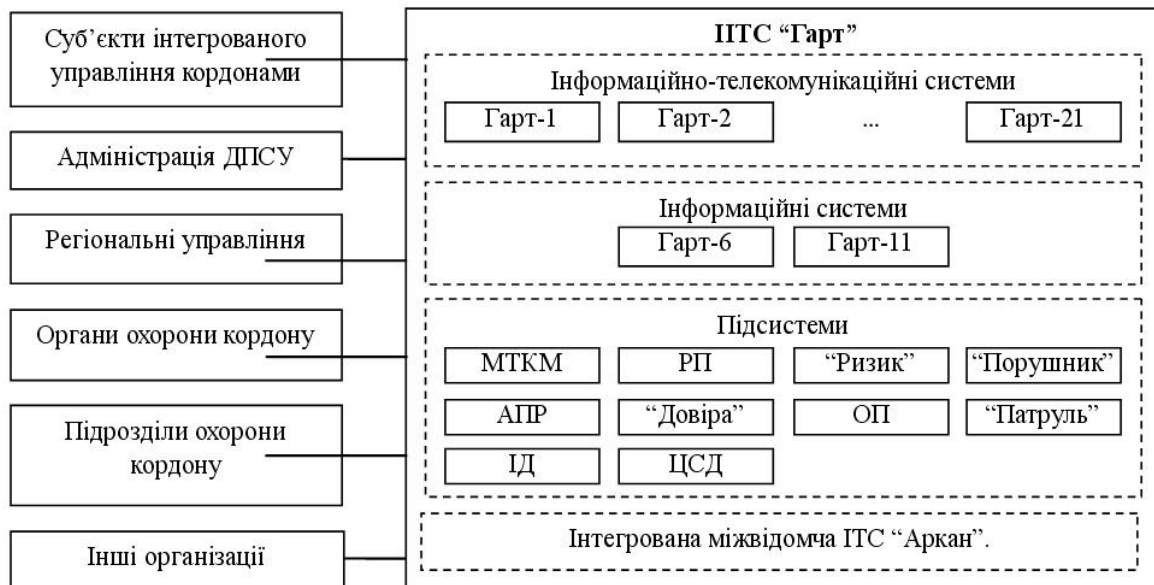 Суб’єкти інтегрованого
управління кордонами
Адміністрація ДПСУ
Регіональні управління
Органи охорони кордону
Підрозділи охорони
кордону
Інші організації
ІІТС “Гарт”
Інформаційно-телекомунікаційні системи
Гарт-1 Гарт-2 ... Гарт-21
Інформаційні системи
Гарт-6 Гарт-11
Підсистеми
МТКМ РП “Ризик” “Порушник”
АПР “Довіра” ОП “Патруль”
ІД ЦСД
Інтегрована міжвідомча ІТС “Аркан”.